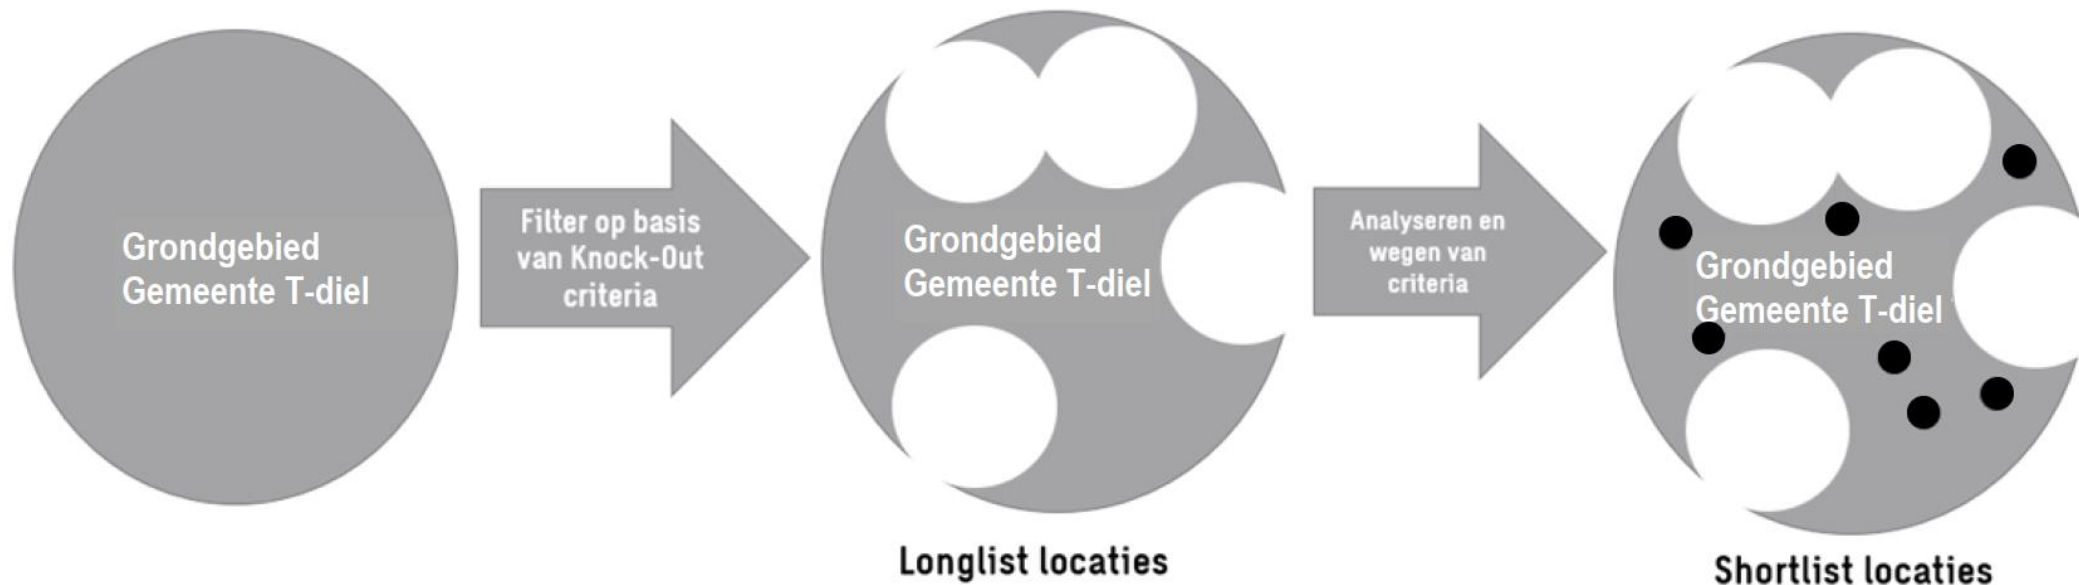 Grondgebied
Gemeente T-diel
Filter op basis
van Knock-Out
criteria
Grondgebied
Gemeente T-diel
Longlist locaties
Analyseren en
wegen van
criteria
Grondgebied
Gemeente T-diel
Shortlist locaties